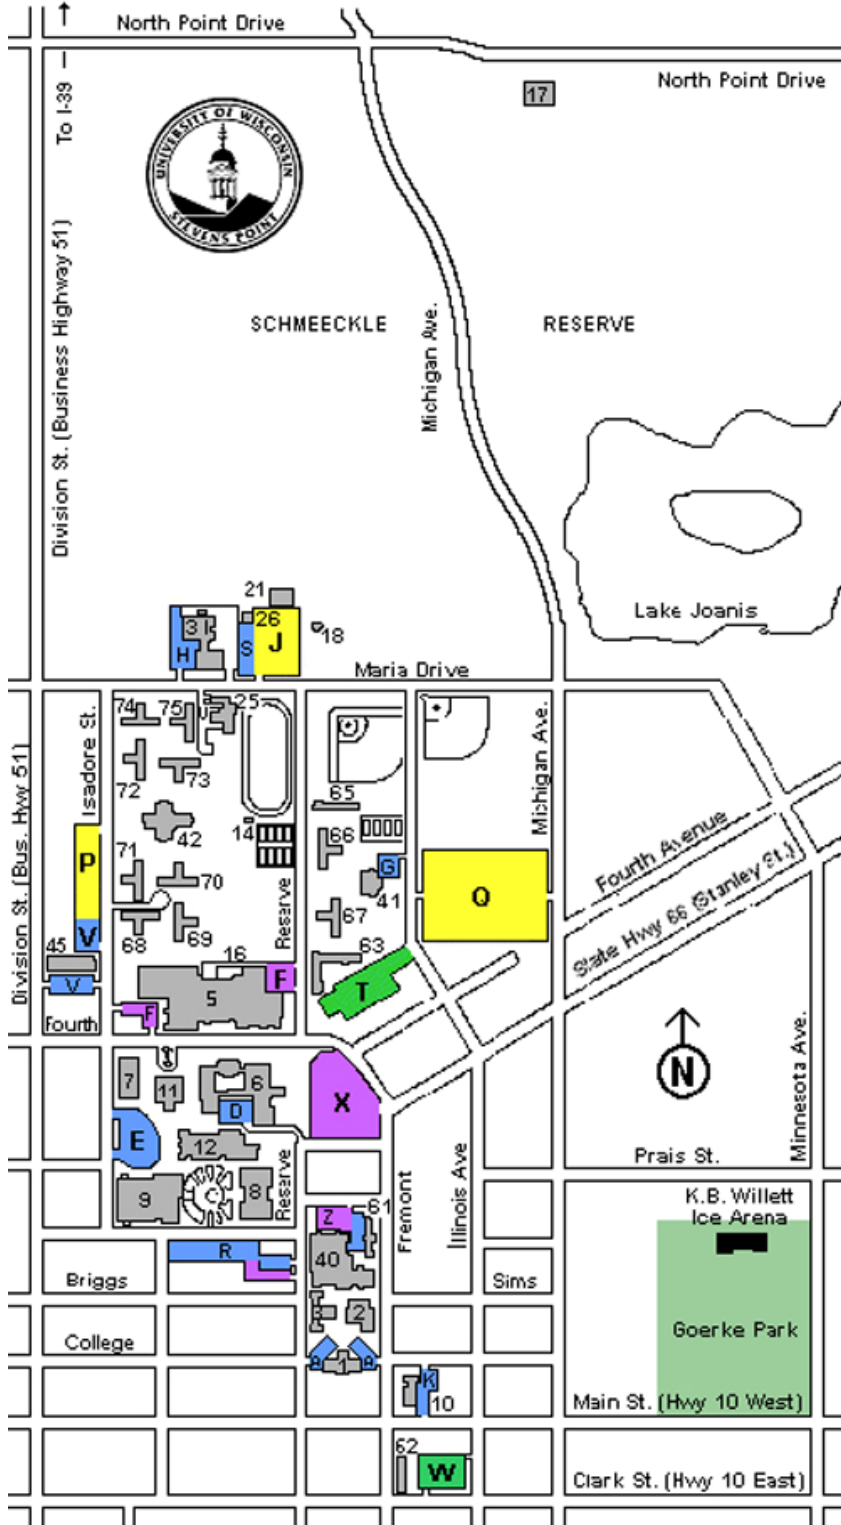 North Point Drive
North Point Drive
To I-39
17
UNIVERSITY OF WISCONSIN
STEVENS POINT
Division St. (Business Highway 51)
SCHMEECKLE
RESERVE
Michigan Ave.
Lake Joanis
21
26
31
J
18
H
S
Maria Drive
74
75
25
Isadore St.
Michigan Ave.
72
73
65
14
66
42
Division St. (Bus. Hwy 51)
Fourth Avenue
State Hwy 66 (Stanley St.)
71
P
70
G
41
Q
Reserve
67
V
68
69
45
16
63
V
5
F
T
F
Fourth
N
Minnesota Ave.
7
11
6
D
X
E
12
Prais St.
9
C
8
Reserve
Fremont
Illinois Ave
K.B. Willett
Ice Arena
61
Z
R
40
Briggs
Sims
3
2
Goerke Park
College
A
1
A
K
10
Main St. (Hwy 10 West)
62
W
Clark St. (Hwy 10 East)